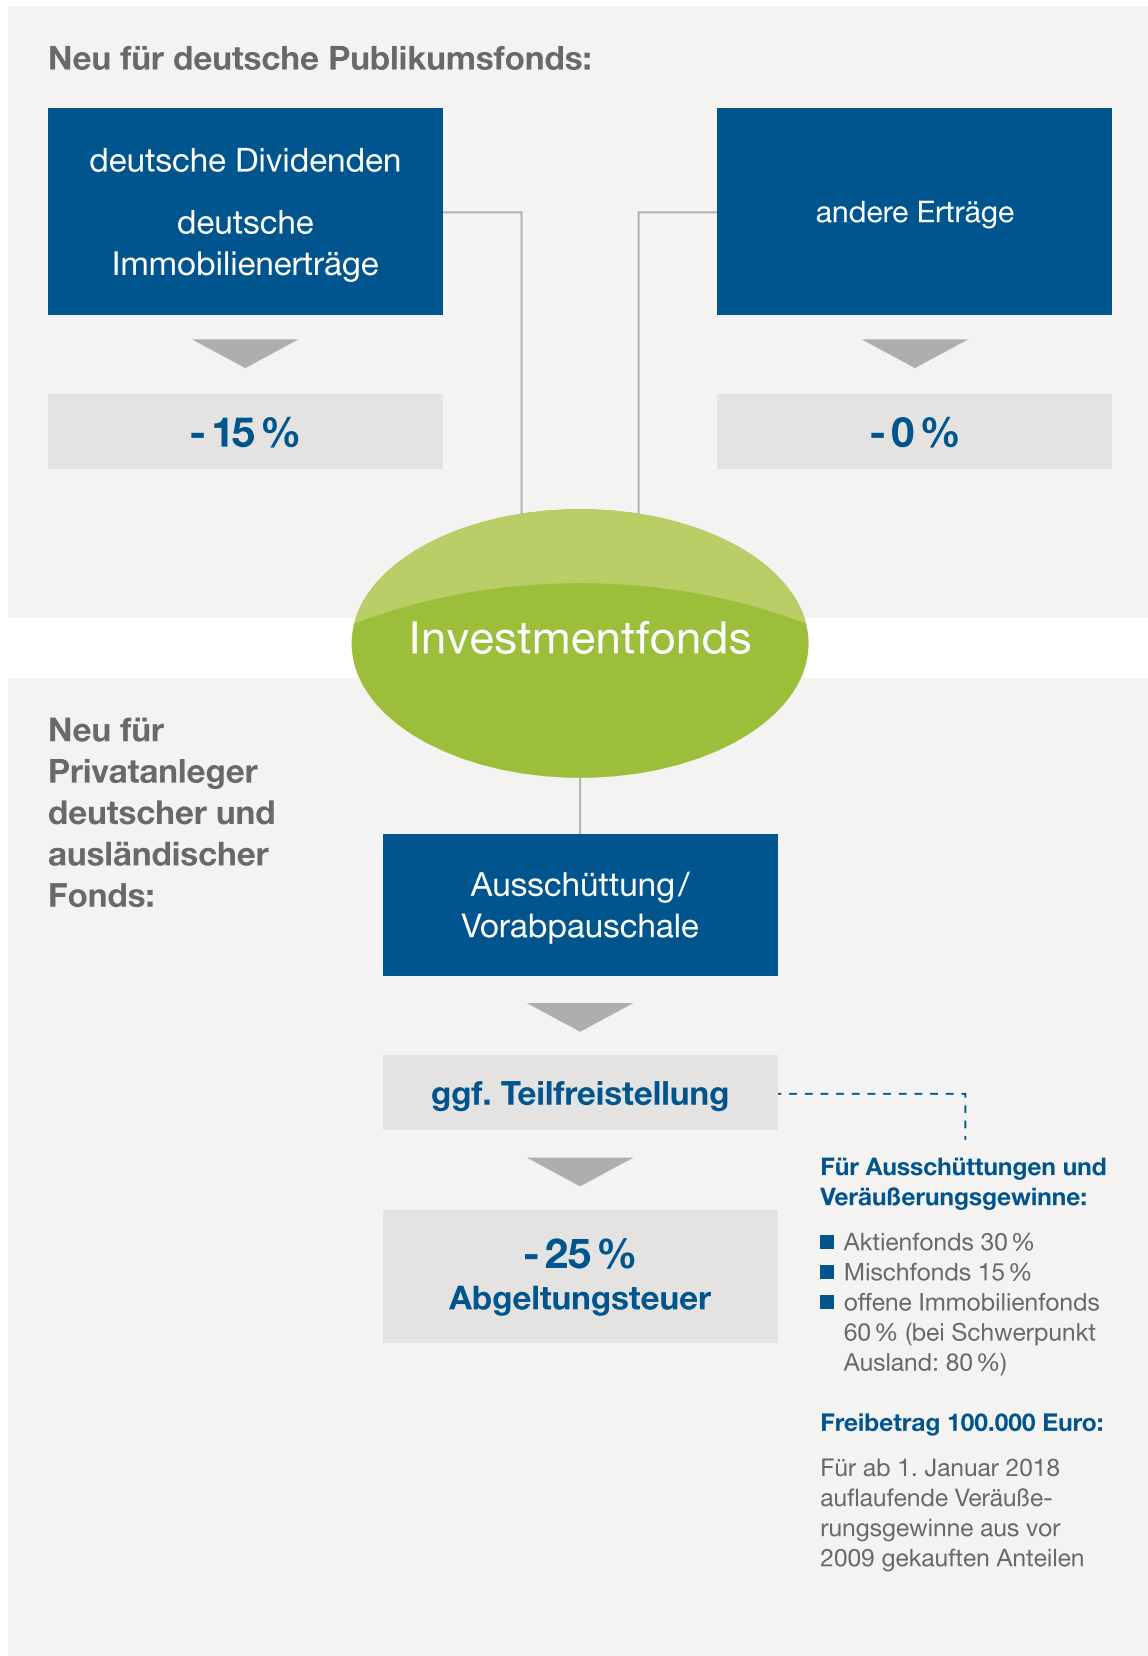 Neu für deutsche Publikumsfonds:
deutsche Dividenden
deutsche
Immobilienerträge
andere Erträge
- 15 %
- 0 %
Investmentfonds
Neu für
Privatanleger
deutscher und
ausländischer
Fonds:
Ausschüttung/
Vorabpauschale
ggf. Teilfreistellung
- 25 %
Abgeltungsteuer
Für Ausschüttungen und
Veräußerungsgewinne:
Aktienfonds 30 %
Mischfonds 15 %
offene Immobilienfonds
60 % (bei Schwerpunkt
Ausland: 80 %)
Freibetrag 100.000 Euro:
Für ab 1. Januar 2018
auflaufende Veräuße-
rungsgewinne aus vor
2009 gekauften Anteilen